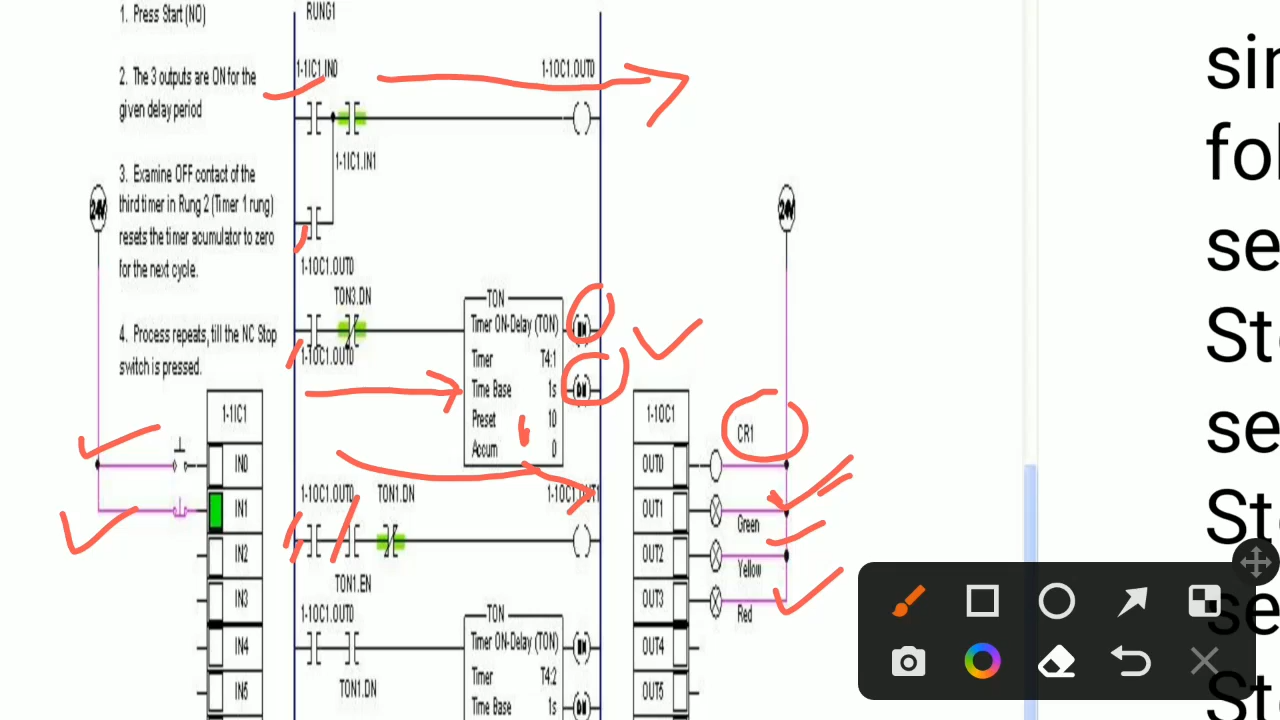 1. Press Start (NO)
2. The 3 outputs are ON for the
given delay period
3. Examine OFF contact of the
third timer in Rung 2 (Timer 1 rung)
resets the timer acumulator to zero
for the next cycle.
4. Process repeats, till the NC Stop
switch is pressed.
24V
1-1IC1
IN0
IN1
IN2
IN3
IN4
IN5
RUNG1
1-1IC1.IN0
1-1OC1.OUT0
1-1IC1.IN1
1-1OC1.OUT0
TON3.DN
1-1OC1.OUT0
TON
Timer ON-Delay (TON)
Timer T4:1
Time Base 1s
Preset 10
Accum 0
EN
DN
1-1OC1.OUT0
TON1.DN
1-1OC1.OUT1
TON1.EN
1-1OC1.OUT0
TON1.DN
TON
Timer ON-Delay (TON)
Timer T4:2
Time Base 1s
EN
DN
24V
1-1OC1
OUT0
OUT1
OUT2
OUT3
OUT4
OUT5
CR1
Green
Yellow
Red
se
St
se
St
se
St